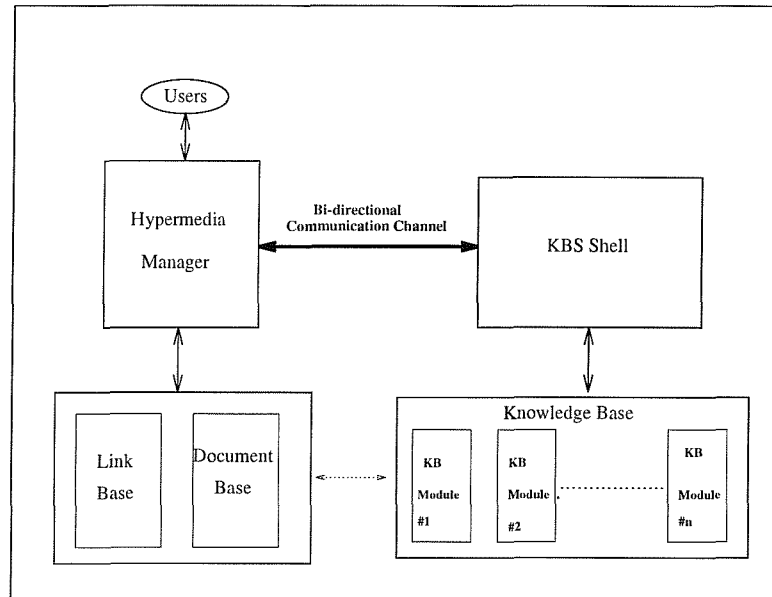 Users
Hypermedia
Manager
Bi-directional
Communication Channel
KBS Shell
Link
Base
Document
Base
Knowledge Base
KB
Module
#1
KB
Module
#2
KB
Module
#n